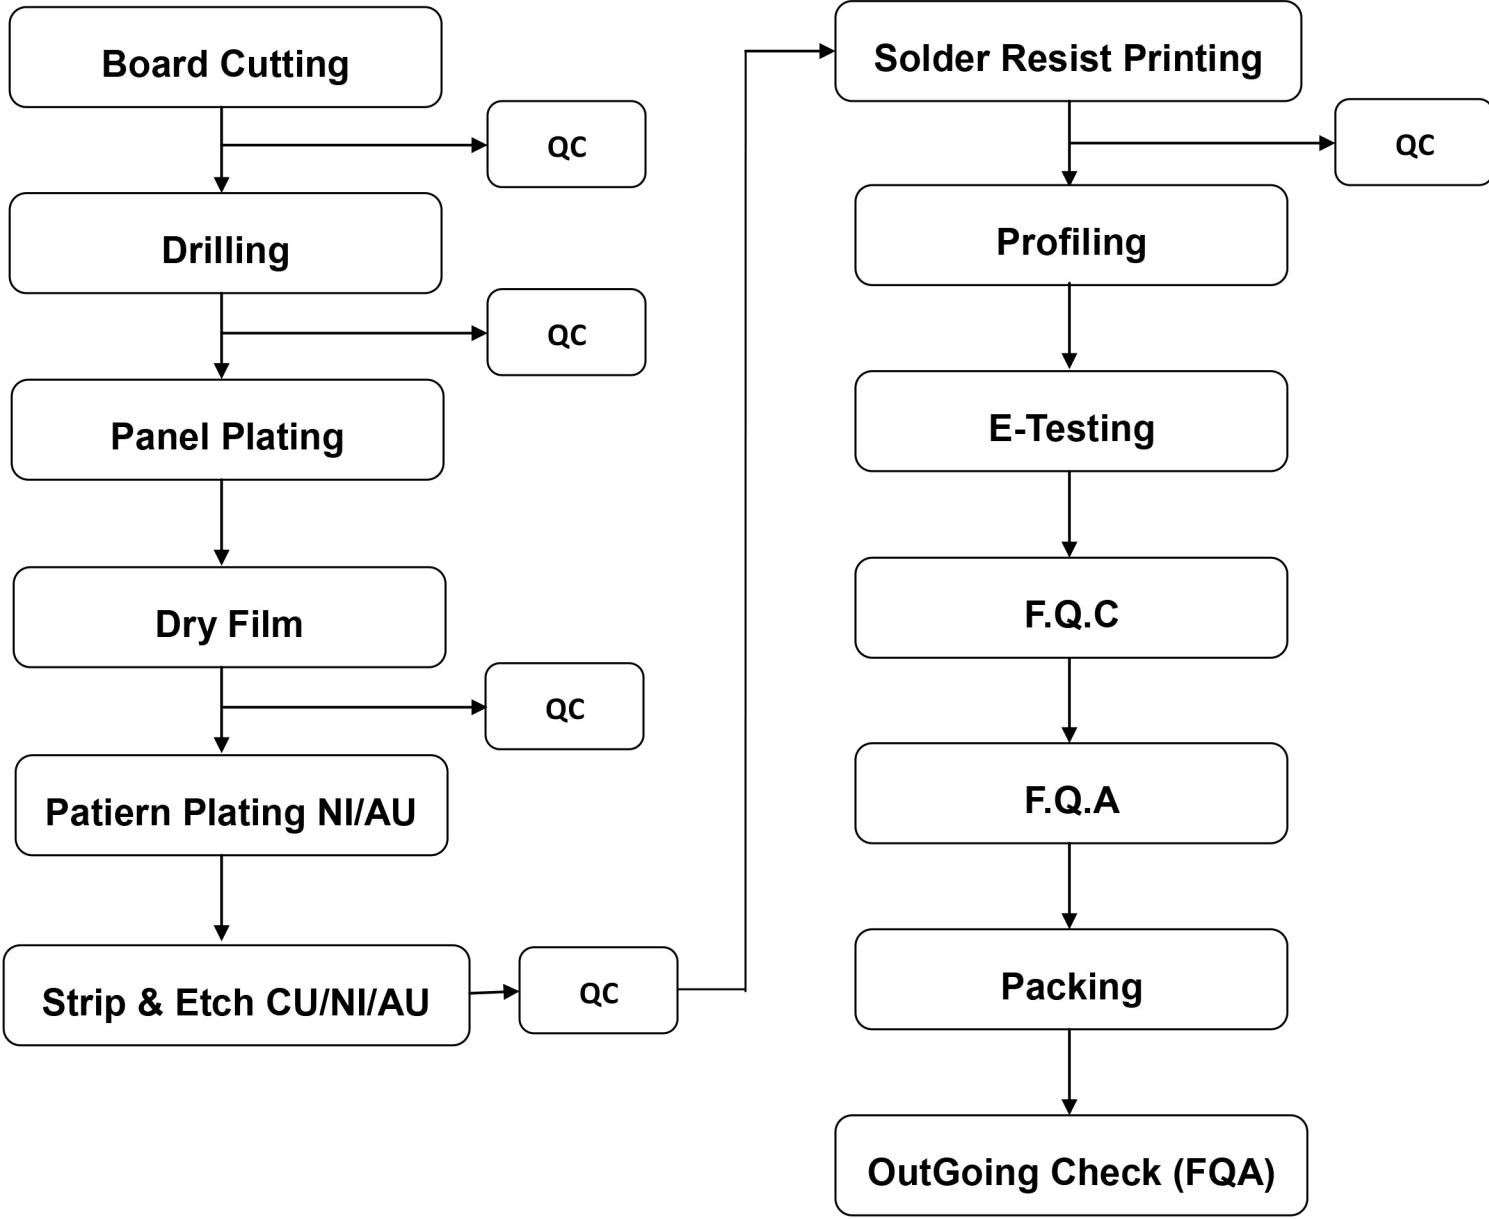 Board Cutting
QC
Drilling
QC
Panel Plating
Dry Film
QC
Patiern Plating NI/AU
Strip & Etch CU/NI/AU
QC
Solder Resist Printing
QC
Profiling
E-Testing
F.Q.C
F.Q.A
Packing
OutGoing Check (FQA)